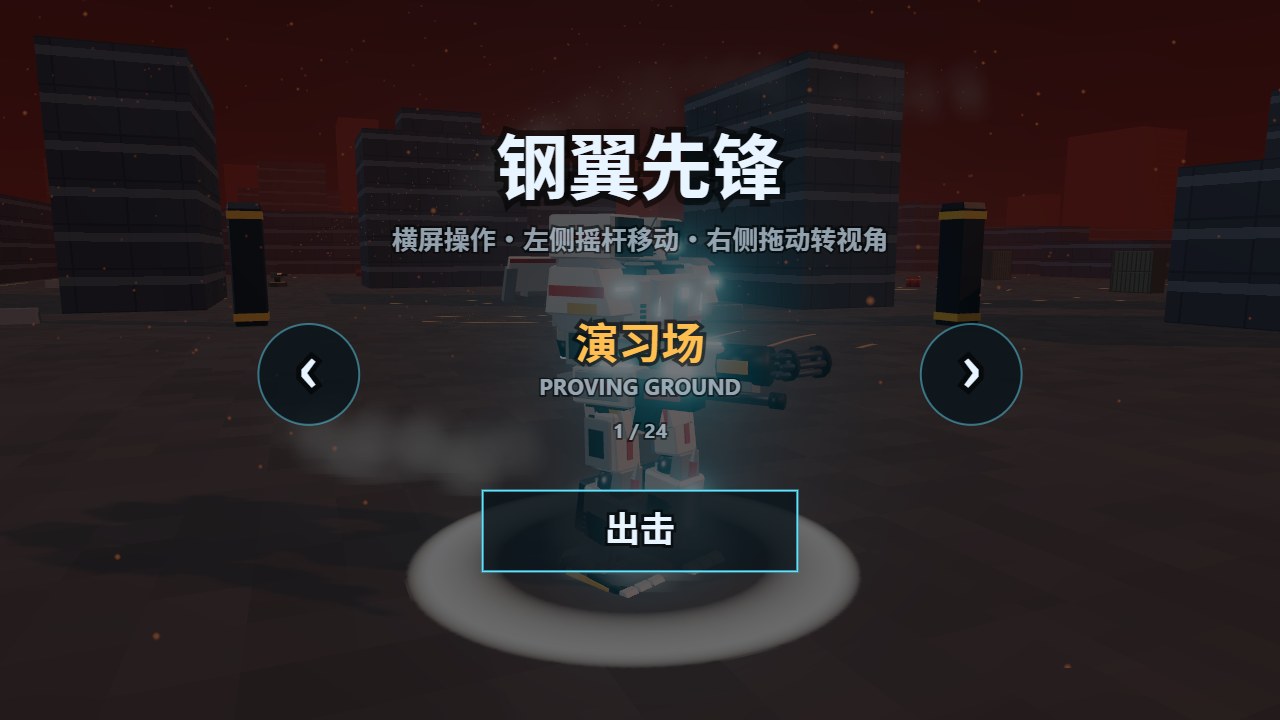 钢翼先锋
横屏操作·左侧摇杆移动·右侧拖动转视角
演习场
PROVING GROUND
1 / 24
‹ ›
出击